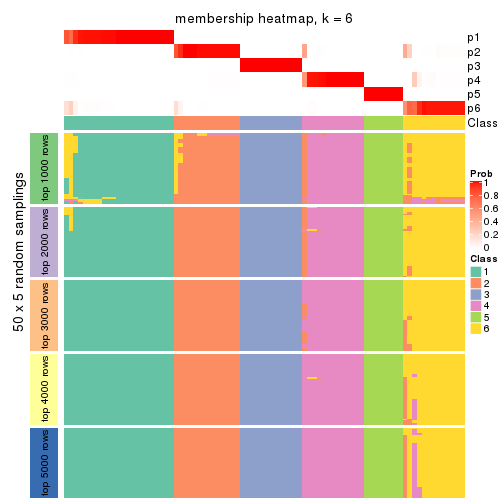 membership heatmap, k = 6
p1
p2
p3
p4
p5
p6
Class
50 x 5 random samplings
top 1000 rows
top 2000 rows
top 3000 rows
top 4000 rows
top 5000 rows
Prob
1
0.8
0.6
0.4
0.2
0
Class
1
2
3
4
5
6